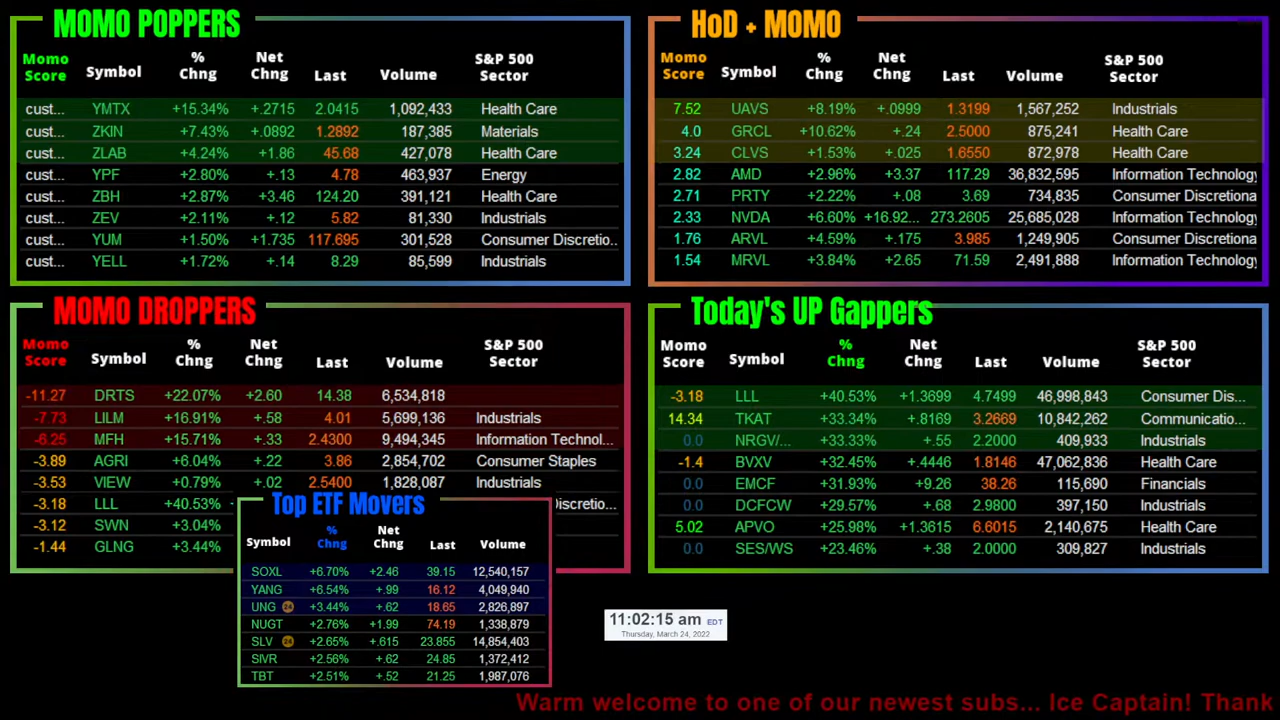 MOMO POPPERS
Momo Score Symbol % Chng Net Chng Last Volume S&P 500 Sector
cust... YMTX +15.34% +.2715 2.0415 1,092,433 Health Care
cust... ZKIN +7.43% +.0892 1.2892 187,385 Materials
cust... ZLAB +4.24% +1.86 45.68 427,078 Health Care
cust... YPF +2.80% +.13 4.78 463,937 Energy
cust... ZBH +2.87% +3.46 124.20 391,121 Health Care
cust... ZEV +2.11% +.12 5.82 81,330 Industrials
cust... YUM +1.50% +1.735 117.695 301,528 Consumer Discretio..
cust... YELL +1.72% +.14 8.29 85,599 Industrials
HoD + MOMO
Momo Score Symbol % Chng Net Chng Last Volume S&P 500 Sector
7.52 UAVS +8.19% +.0999 1.3199 1,567,252 Industrials
4.0 GRCL +10.62% +.24 2.5000 875,241 Health Care
3.24 CLVS +1.53% +.025 1.6550 872,978 Health Care
2.82 AMD +2.96% +3.37 117.29 36,832,595 Information Technology
2.71 PRTY +2.22% +.08 3.69 734,835 Consumer Discretiona
2.33 NVDA +6.60% +16.92... 273.2605 25,685,028 Information Technology
1.76 ARVL +4.59% +.175 3.985 1,249,905 Consumer Discretiona
1.54 MRVL +3.84% +2.65 71.59 2,491,888 Information Technology
MOMO DROPPERS
Momo Score Symbol % Chng Net Chng Last Volume S&P 500 Sector
-11.27 DRTS +22.07% +2.60 14.38 6,534,818
-7.73 LILM +16.91% +.58 4.01 5,699,136 Industrials
-6.25 MFH +15.71% +.33 2.4300 9,494,345 Information Technol...
-3.89 AGRI +6.04% +.22 3.86 2,854,702 Consumer Staples
-3.53 VIEW +0.79% +.02 2.5400 1,828,087 Industrials
-3.18 LLL +40.53% Discretio...
-3.12 SWN +3.04%
-1.44 GLNG +3.44%
Today's UP Gappers
Momo Score Symbol % Chng Net Chng Last Volume S&P 500 Sector
-3.18 LLL +40.53% +1.3699 4.7499 46,998,843 Consumer Dis...
14.34 TKAT +33.34% +.8169 3.2669 10,842,262 Communicatio...
0.0 NRGV/... +33.33% +.55 2.2000 409,933 Industrials
-1.4 BVXV +32.45% +.4446 1.8146 47,062,836 Health Care
0.0 EMCF +31.93% +9.26 38.26 115,690 Financials
0.0 DCFCW +29.57% +.68 2.9800 397,150 Industrials
5.02 APVO +25.98% +1.3615 6.6015 2,140,675 Health Care
0.0 SES/WS +23.46% +.38 2.0000 309,827 Industrials
Top ETF Movers
Symbol % Chng Net Chng Last Volume
SOXL +6.70% +2.46 39.15 12,540,157
YANG +6.54% +.99 16.12 4,049,940
UNG 24 +3.44% +.62 18.65 2,826,897
NUGT +2.76% +1.99 74.19 1,338,879
SLV 24 +2.65% +.615 23.855 14,854,403
SIVR +2.56% +.62 24.85 1,372,412
TBT +2.51% +.52 21.25 1,987,076
11:02:15 am EDT
Thursday, March 24, 2022
Warm welcome to one of our newest subs... Ice Captain! Thank